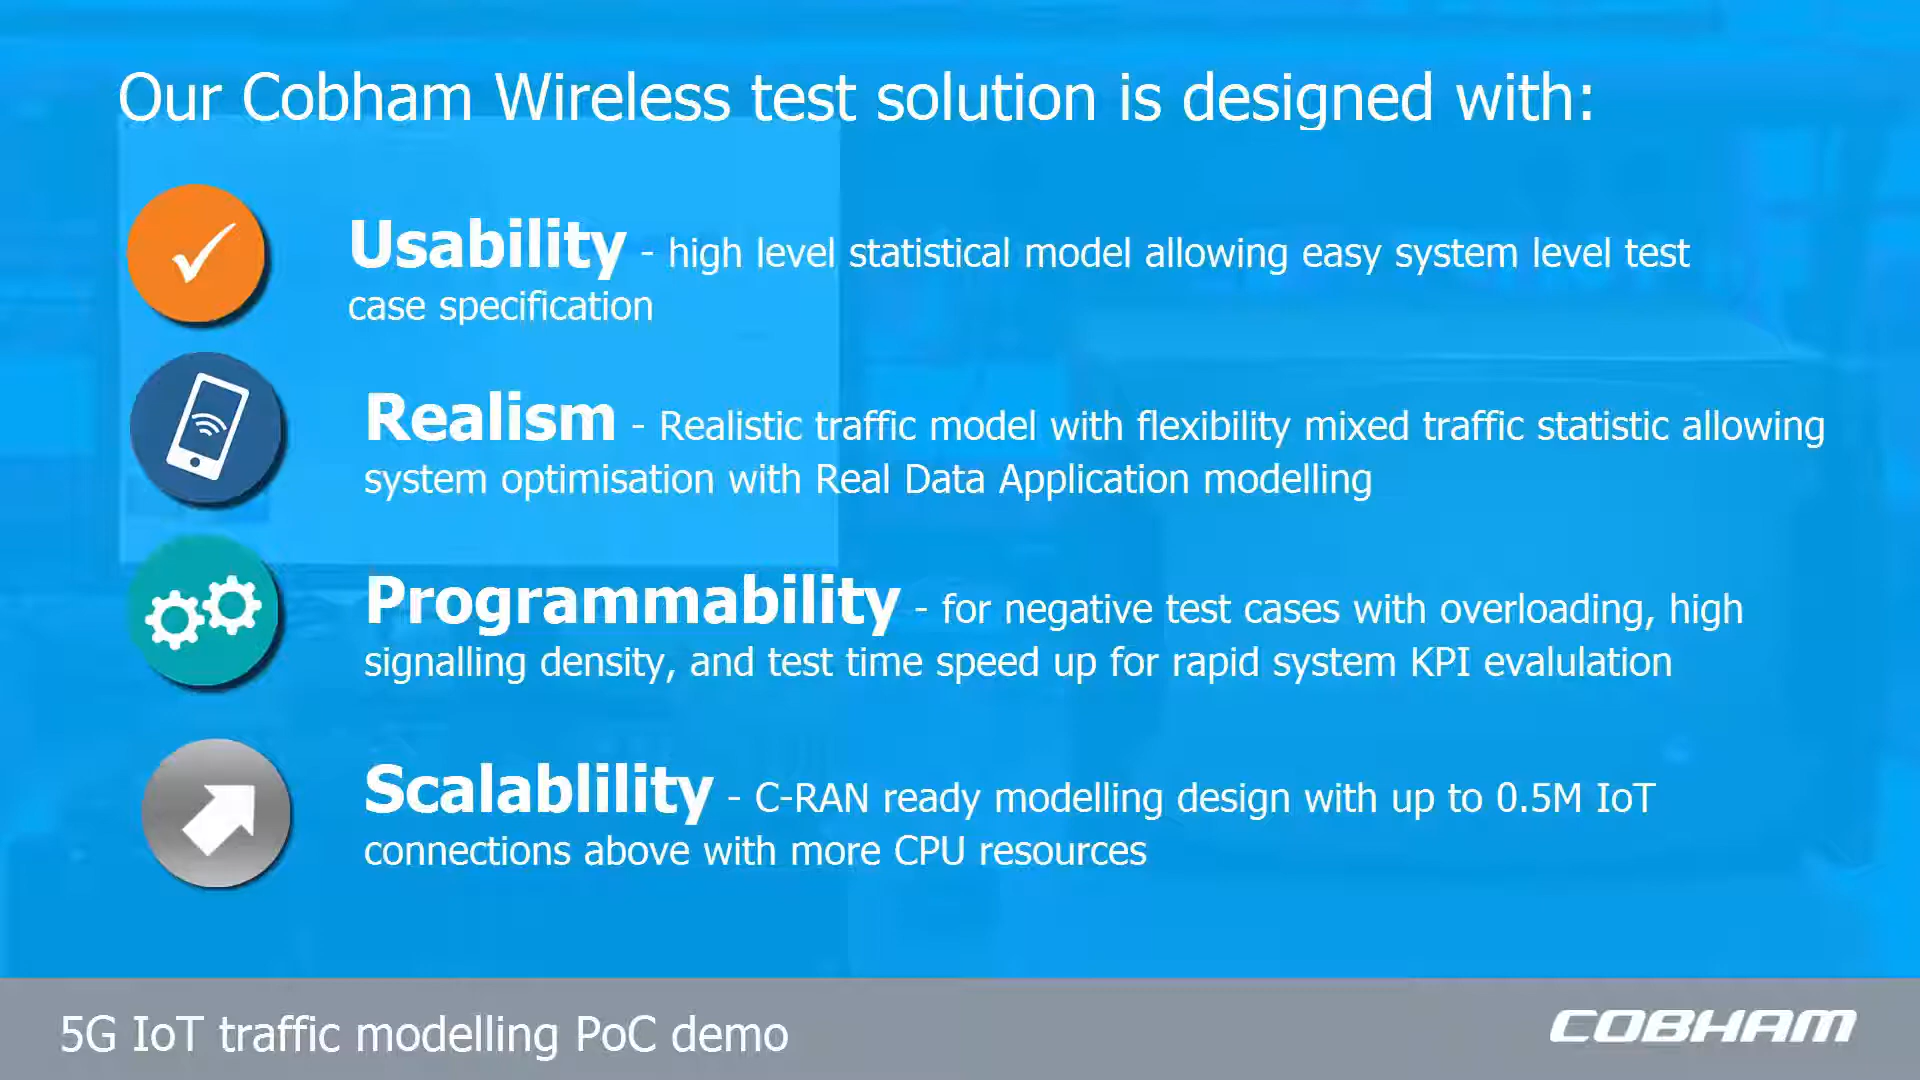 Our Cobham Wireless test solution is designed with:
Usability - high level statistical model allowing easy system level test
case specification
Realism - Realistic traffic model with flexibility mixed traffic statistic allowing
system optimisation with Real Data Application modelling
Programmability - for negative test cases with overloading, high
signalling density, and test time speed up for rapid system KPI evalulation
Scalablility - C-RAN ready modelling design with up to 0.5M IoT
connections above with more CPU resources
5G IoT traffic modelling PoC demo
COBHAM